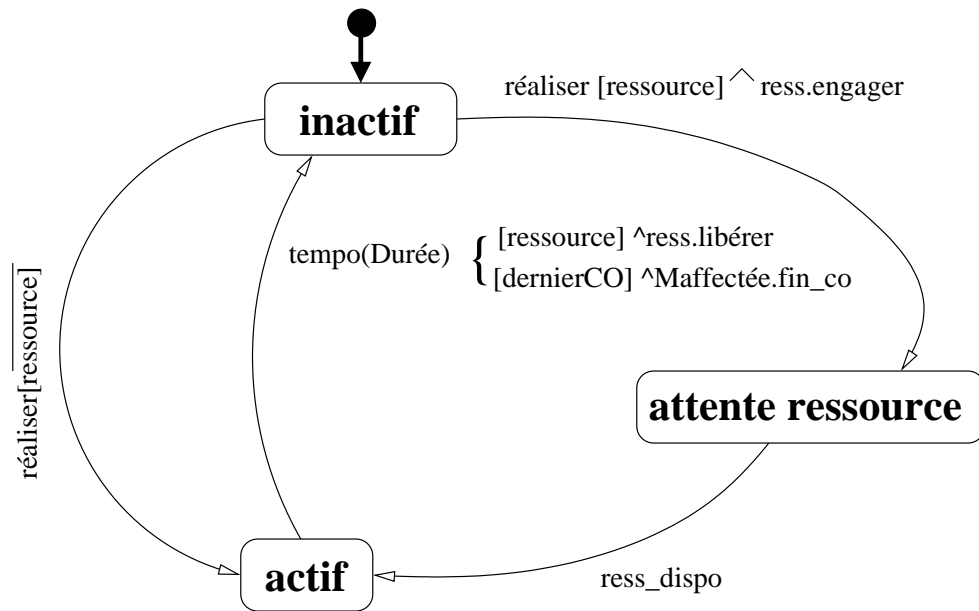 réaliser [ressource] ^ ress.engager
inactif
tempo(Durée) { [ressource] ^ress.libérer
[dernierCO] ^Maffectée.fin_co
réaliser[ressource]
attente ressource
actif
ress_dispo